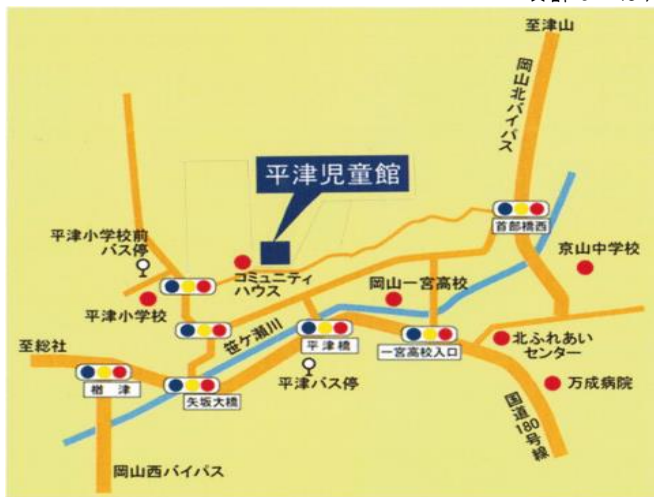 至津山
岡山北バイパス
平津児童館
首部橋西
平津小学校前
バス停
京山中学校
コミュニティ
ハウス
岡山一宮高校
平津小学校
笹ケ瀬川
至総社
平津橋
一宮高校入口
北ふれあい
センター
楢津
矢坂大橋
平津バス停
万成病院
国道180号線
岡山西バイパス